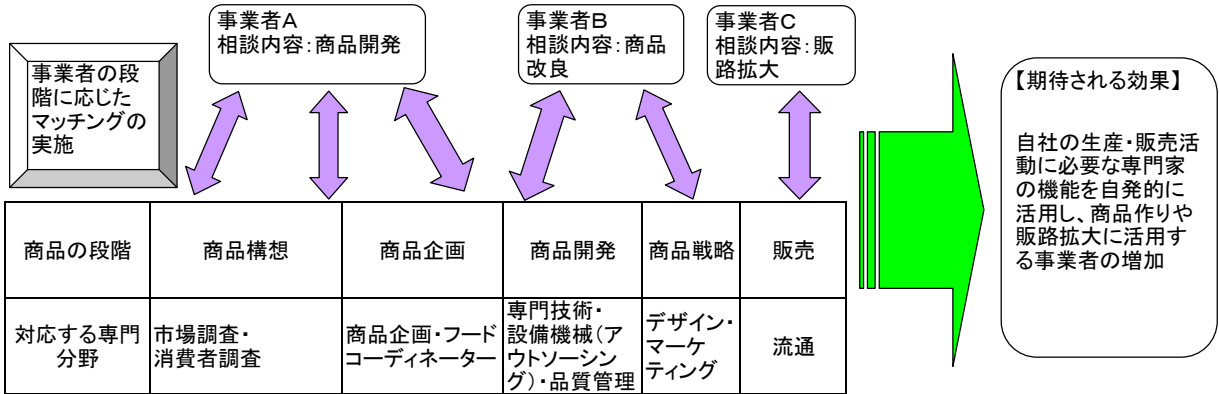 事業者の段
階に応じた
マッチングの
実施
事業者A
相談内容:商品開発
事業者B
相談内容:商品
改良
事業者C
相談内容:販
路拡大
商品の段階
商品構想
商品企画
商品開発
商品戦略
販売
対応する専門
分野
市場調査・
消費者調査
商品企画・フード
コーディネーター
専門技術・
設備機械(ア
ウトソーシン
グ)・品質管理
デザイン・
マーケ
ティング
流通
【期待される効果】
自社の生産・販売活
動に必要な専門家
の機能を自発的に
活用し、商品作りや
販路拡大に活用す
る事業者の増加